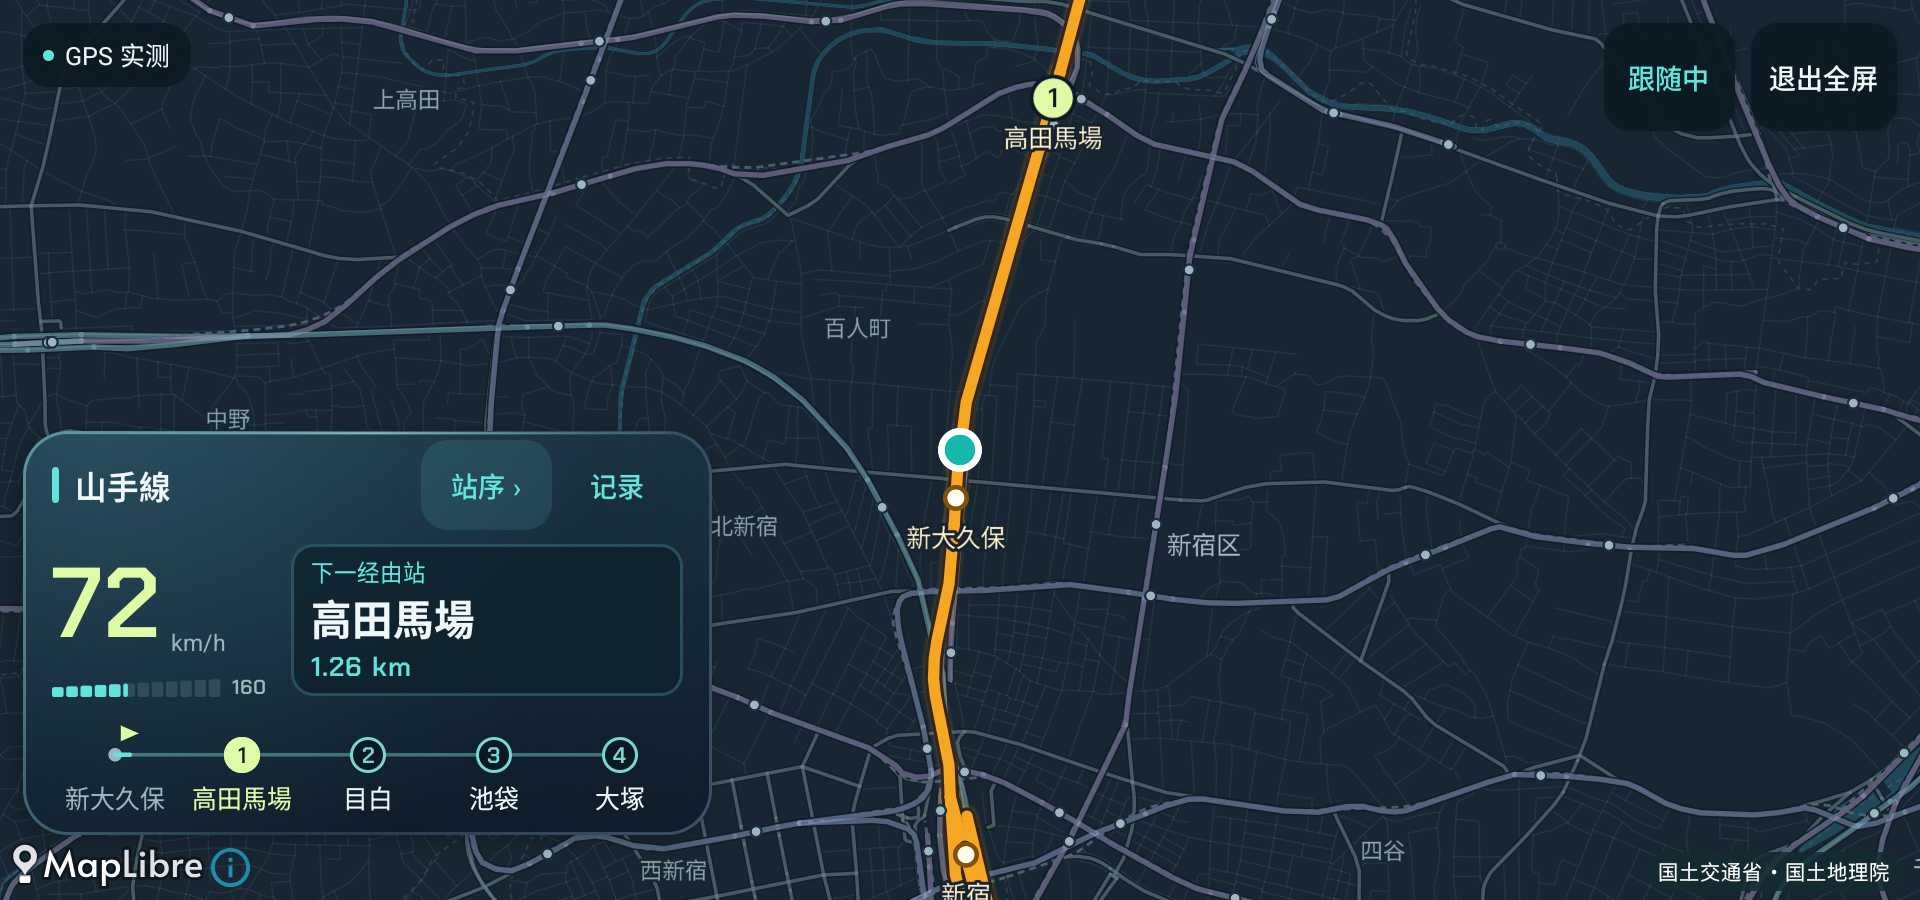 GPS 实测
跟随中
退出全屏
上高田
1
高田馬場
百人町
中野
山手線
站序 ›
记录
北新宿
新大久保
新宿区
72
km/h
160
下一经由站
高田馬場
1.26 km
1
2
3
4
新大久保
高田馬場
目白
池袋
大塚
MapLibre
西新宿
新宿
四谷
国土交通省・国土地理院